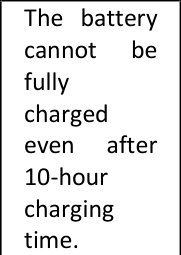 The battery
cannot be
fully
charged
even after
10-hour
charging
time.